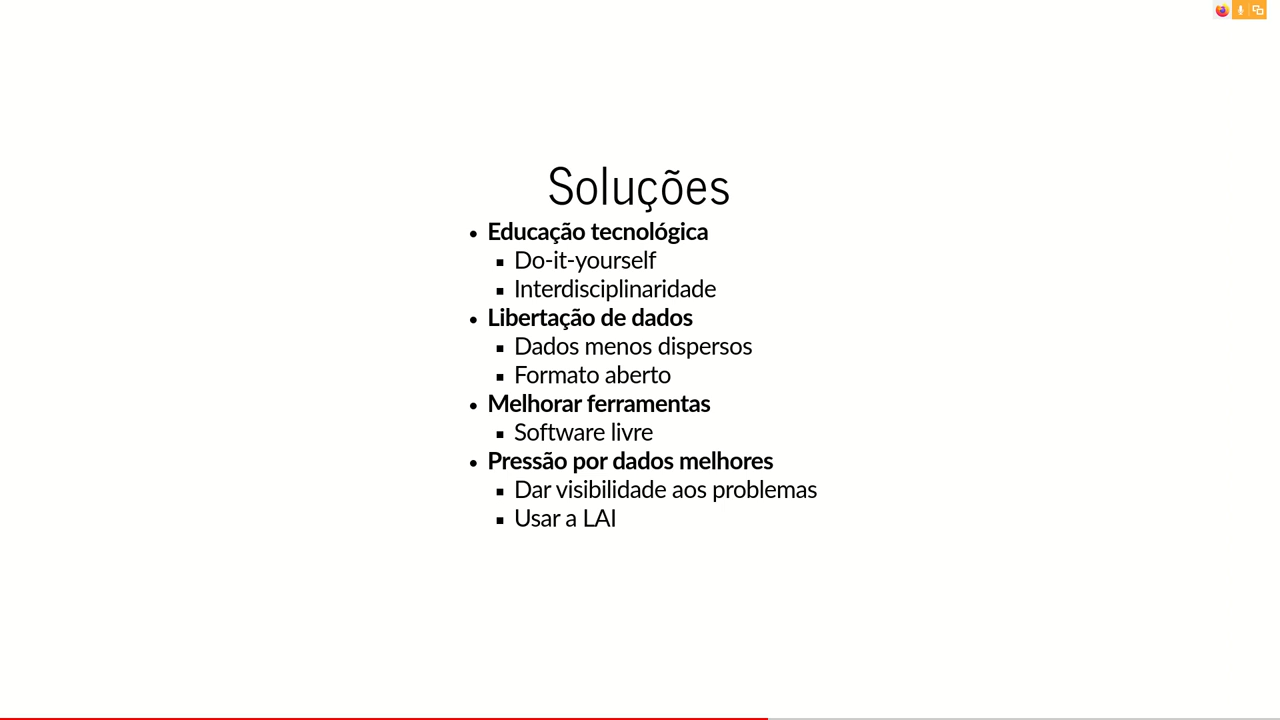 Soluções
Educação tecnológica
Do-it-yourself
Interdisciplinaridade
Libertação de dados
Dados menos dispersos
Formato aberto
Melhorar ferramentas
Software livre
Pressão por dados melhores
Dar visibilidade aos problemas
Usar a LAI